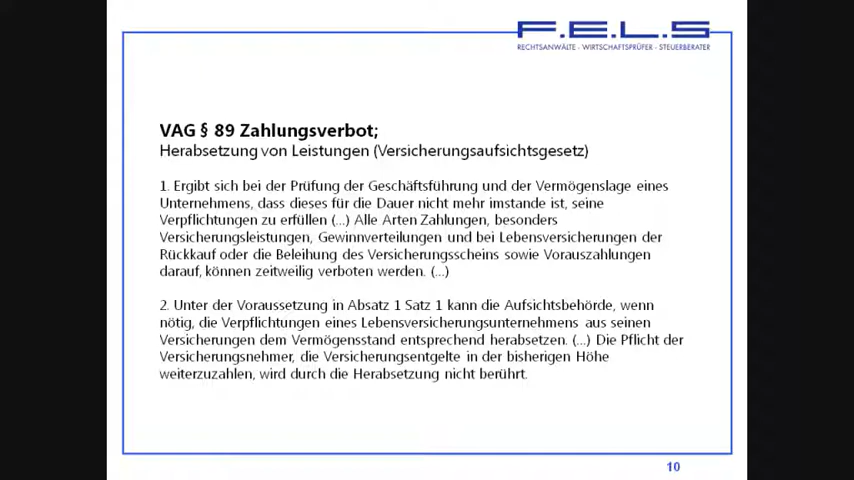 F.E.L.S
RECHTSANWÄLTE - WIRTSCHAFTSPRÜFER - STEUERBERATER
VAG § 89 Zahlungsverbot;
Herabsetzung von Leistungen (Versicherungsaufsichtsgesetz)
1. Ergibt sich bei der Prüfung der Geschäftsführung und der Vermögenslage eines
Unternehmens, dass dieses für die Dauer nicht mehr imstande ist, seine
Verpflichtungen zu erfüllen (...) Alle Arten Zahlungen, besonders
Versicherungsleistungen, Gewinnverteilungen und bei Lebensversicherungen der
Rückkauf oder die Beleihung des Versicherungsscheins sowie Vorauszahlungen
darauf, können zeitweilig verboten werden. (...)
2. Unter der Voraussetzung in Absatz 1 Satz 1 kann die Aufsichtsbehörde, wenn
nötig, die Verpflichtungen eines Lebensversicherungsunternehmens aus seinen
Versicherungen dem Vermögensstand entsprechend herabsetzen. (...) Die Pflicht der
Versicherungsnehmer, die Versicherungsentgelte in der bisherigen Höhe
weiterzuzahlen, wird durch die Herabsetzung nicht berührt.
10